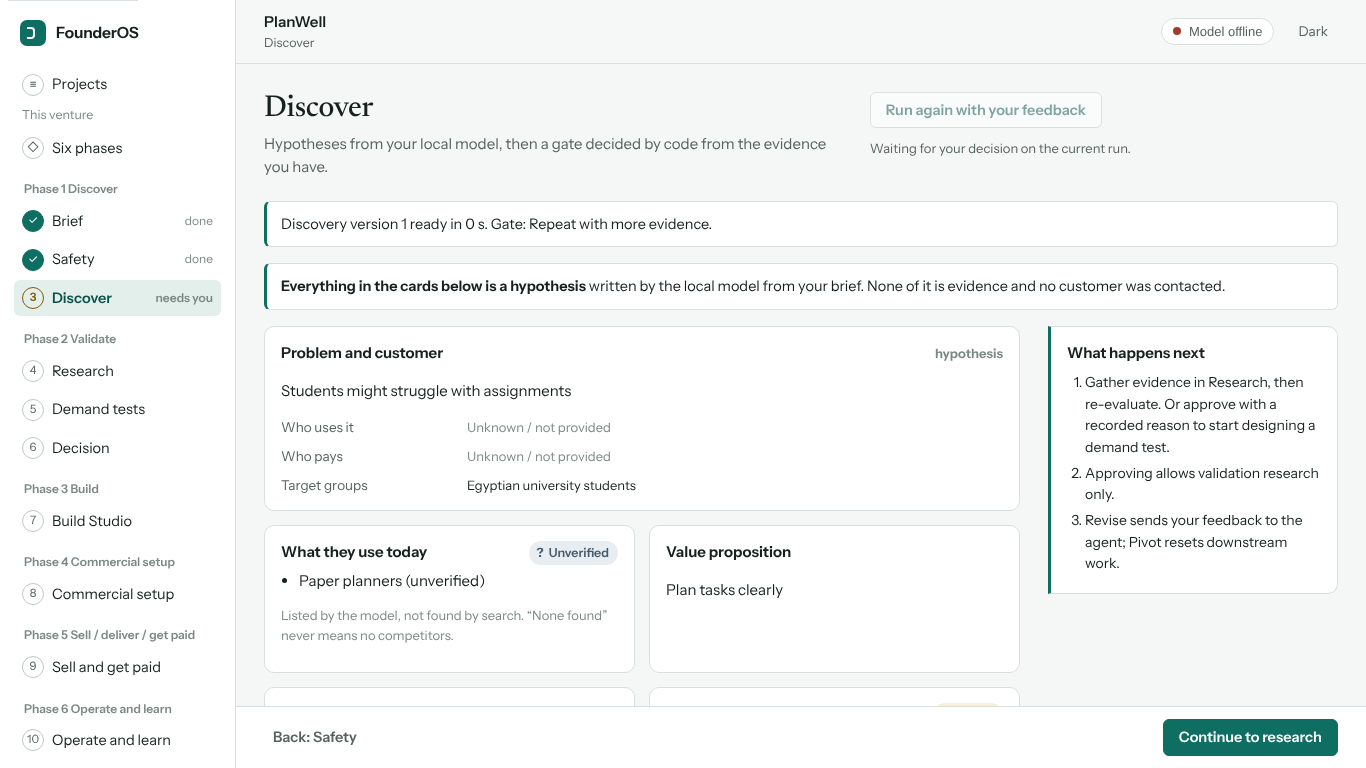 FounderOS
Projects
This venture
Six phases
Phase 1 Discover
Brief done
Safety done
3 Discover needs you
Phase 2 Validate
4 Research
5 Demand tests
6 Decision
Phase 3 Build
7 Build Studio
Phase 4 Commercial setup
8 Commercial setup
Phase 5 Sell / deliver / get paid
9 Sell and get paid
Phase 6 Operate and learn
10 Operate and learn
PlanWell
Discover
Model offline
Dark
Discover
Hypotheses from your local model, then a gate decided by code from the evidence
you have.
Run again with your feedback
Waiting for your decision on the current run.
Discovery version 1 ready in 0 s. Gate: Repeat with more evidence.
Everything in the cards below is a hypothesis written by the local model from your brief. None of it is evidence and no customer was contacted.
Problem and customer hypothesis
Students might struggle with assignments
Who uses it Unknown / not provided
Who pays Unknown / not provided
Target groups Egyptian university students
What they use today ? Unverified
• Paper planners (unverified)
Listed by the model, not found by search. “None found”
never means no competitors.
Value proposition
Plan tasks clearly
What happens next
1. Gather evidence in Research, then
re-evaluate. Or approve with a
recorded reason to start designing a
demand test.
2. Approving allows validation research
only.
3. Revise sends your feedback to the
agent; Pivot resets downstream
work.
Back: Safety
Continue to research